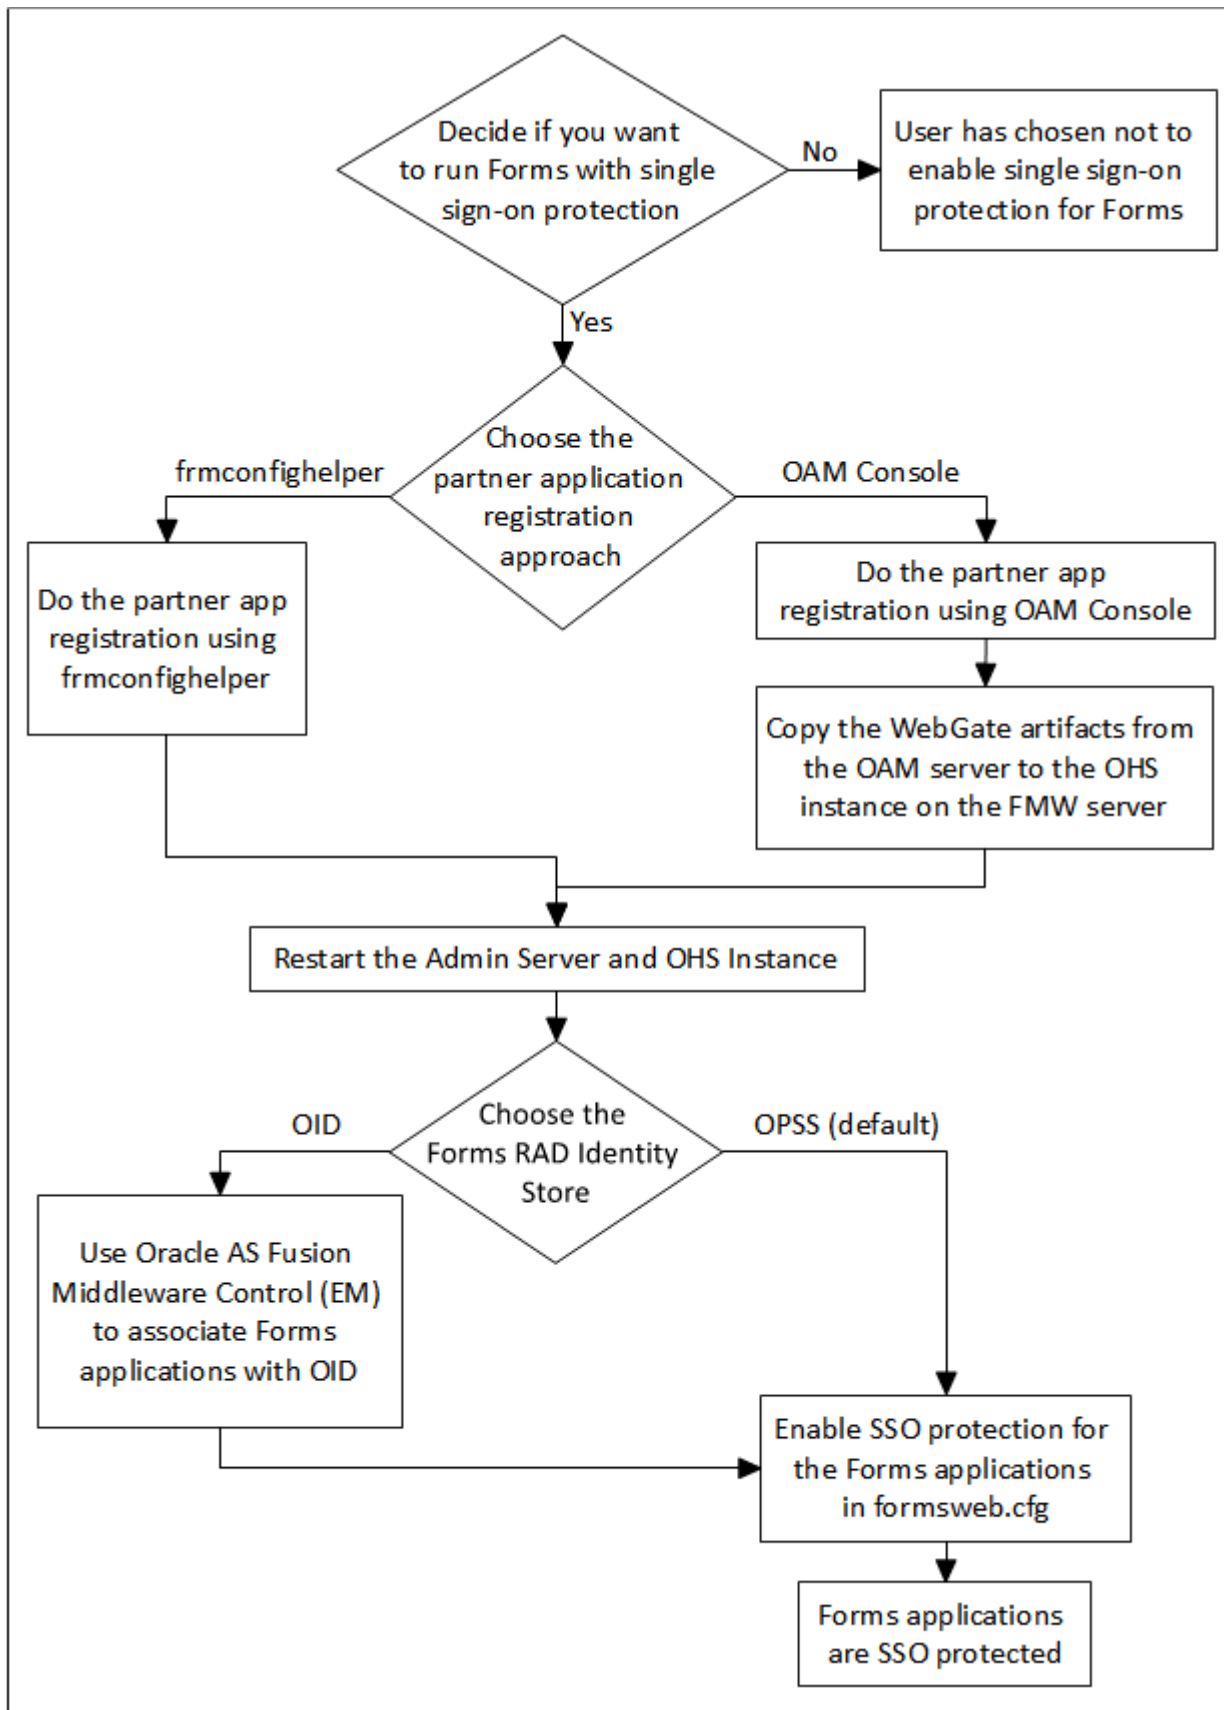 Decide if you want
to run Forms with single
sign-on protection
No
User has chosen not to
enable single sign-on
protection for Forms
Yes
Choose the
partner application
registration
approach
frmconfighelper
OAM Console
Do the partner app
registration using
frmconfighelper
Do the partner app
registration using OAM Console
Copy the WebGate artifacts from
the OAM server to the OHS
instance on the FMW server
Restart the Admin Server and OHS Instance
Choose the
Forms RAD Identity
Store
OID
OPSS (default)
Use Oracle AS Fusion
Middleware Control (EM)
to associate Forms
applications with OID
Enable SSO protection for
the Forms applications
in formsweb.cfg
Forms applications
are SSO protected